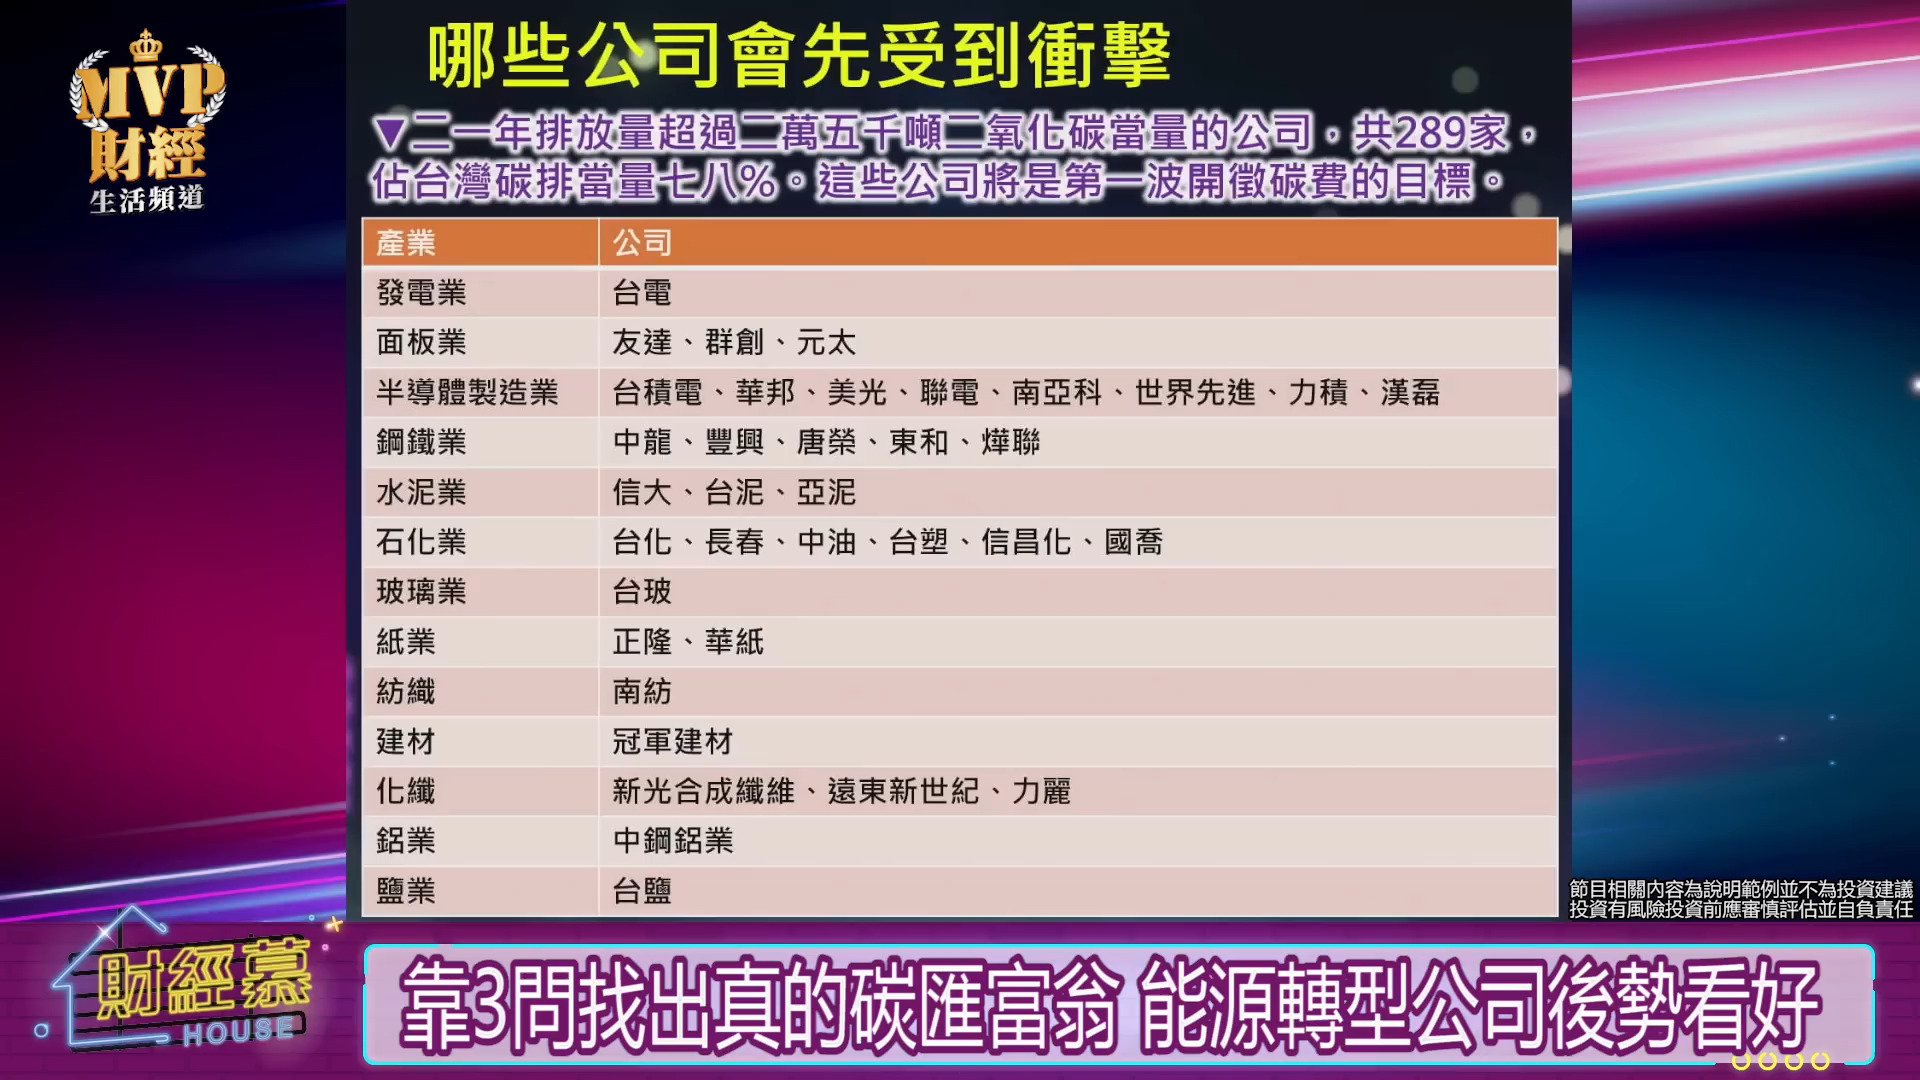 MVP
財經
生活頻道
哪些公司會先受到衝擊
▼二一年排放量超過二萬五千噸二氧化碳當量的公司，共289家，
佔台灣碳排當量七八%。這些公司將是第一波開徵碳費的目標。
產業 公司
發電業 台電
面板業 友達、群創、元太
半導體製造業 台積電、華邦、美光、聯電、南亞科、世界先進、力積、漢磊
鋼鐵業 中龍、豐興、唐榮、東和、燁聯
水泥業 信大、台泥、亞泥
石化業 台化、長春、中油、台塑、信昌化、國喬
玻璃業 台玻
紙業 正隆、華紙
紡織 南紡
建材 冠軍建材
化纖 新光合成纖維、遠東新世紀、力麗
鋁業 中鋼鋁業
鹽業 台鹽
節目相關內容為說明範例並不為投資建議
投資有風險投資前應審慎評估並自負責任
財經慕
HOUSE
靠3問找出真的碳匯富翁 能源轉型公司後勢看好